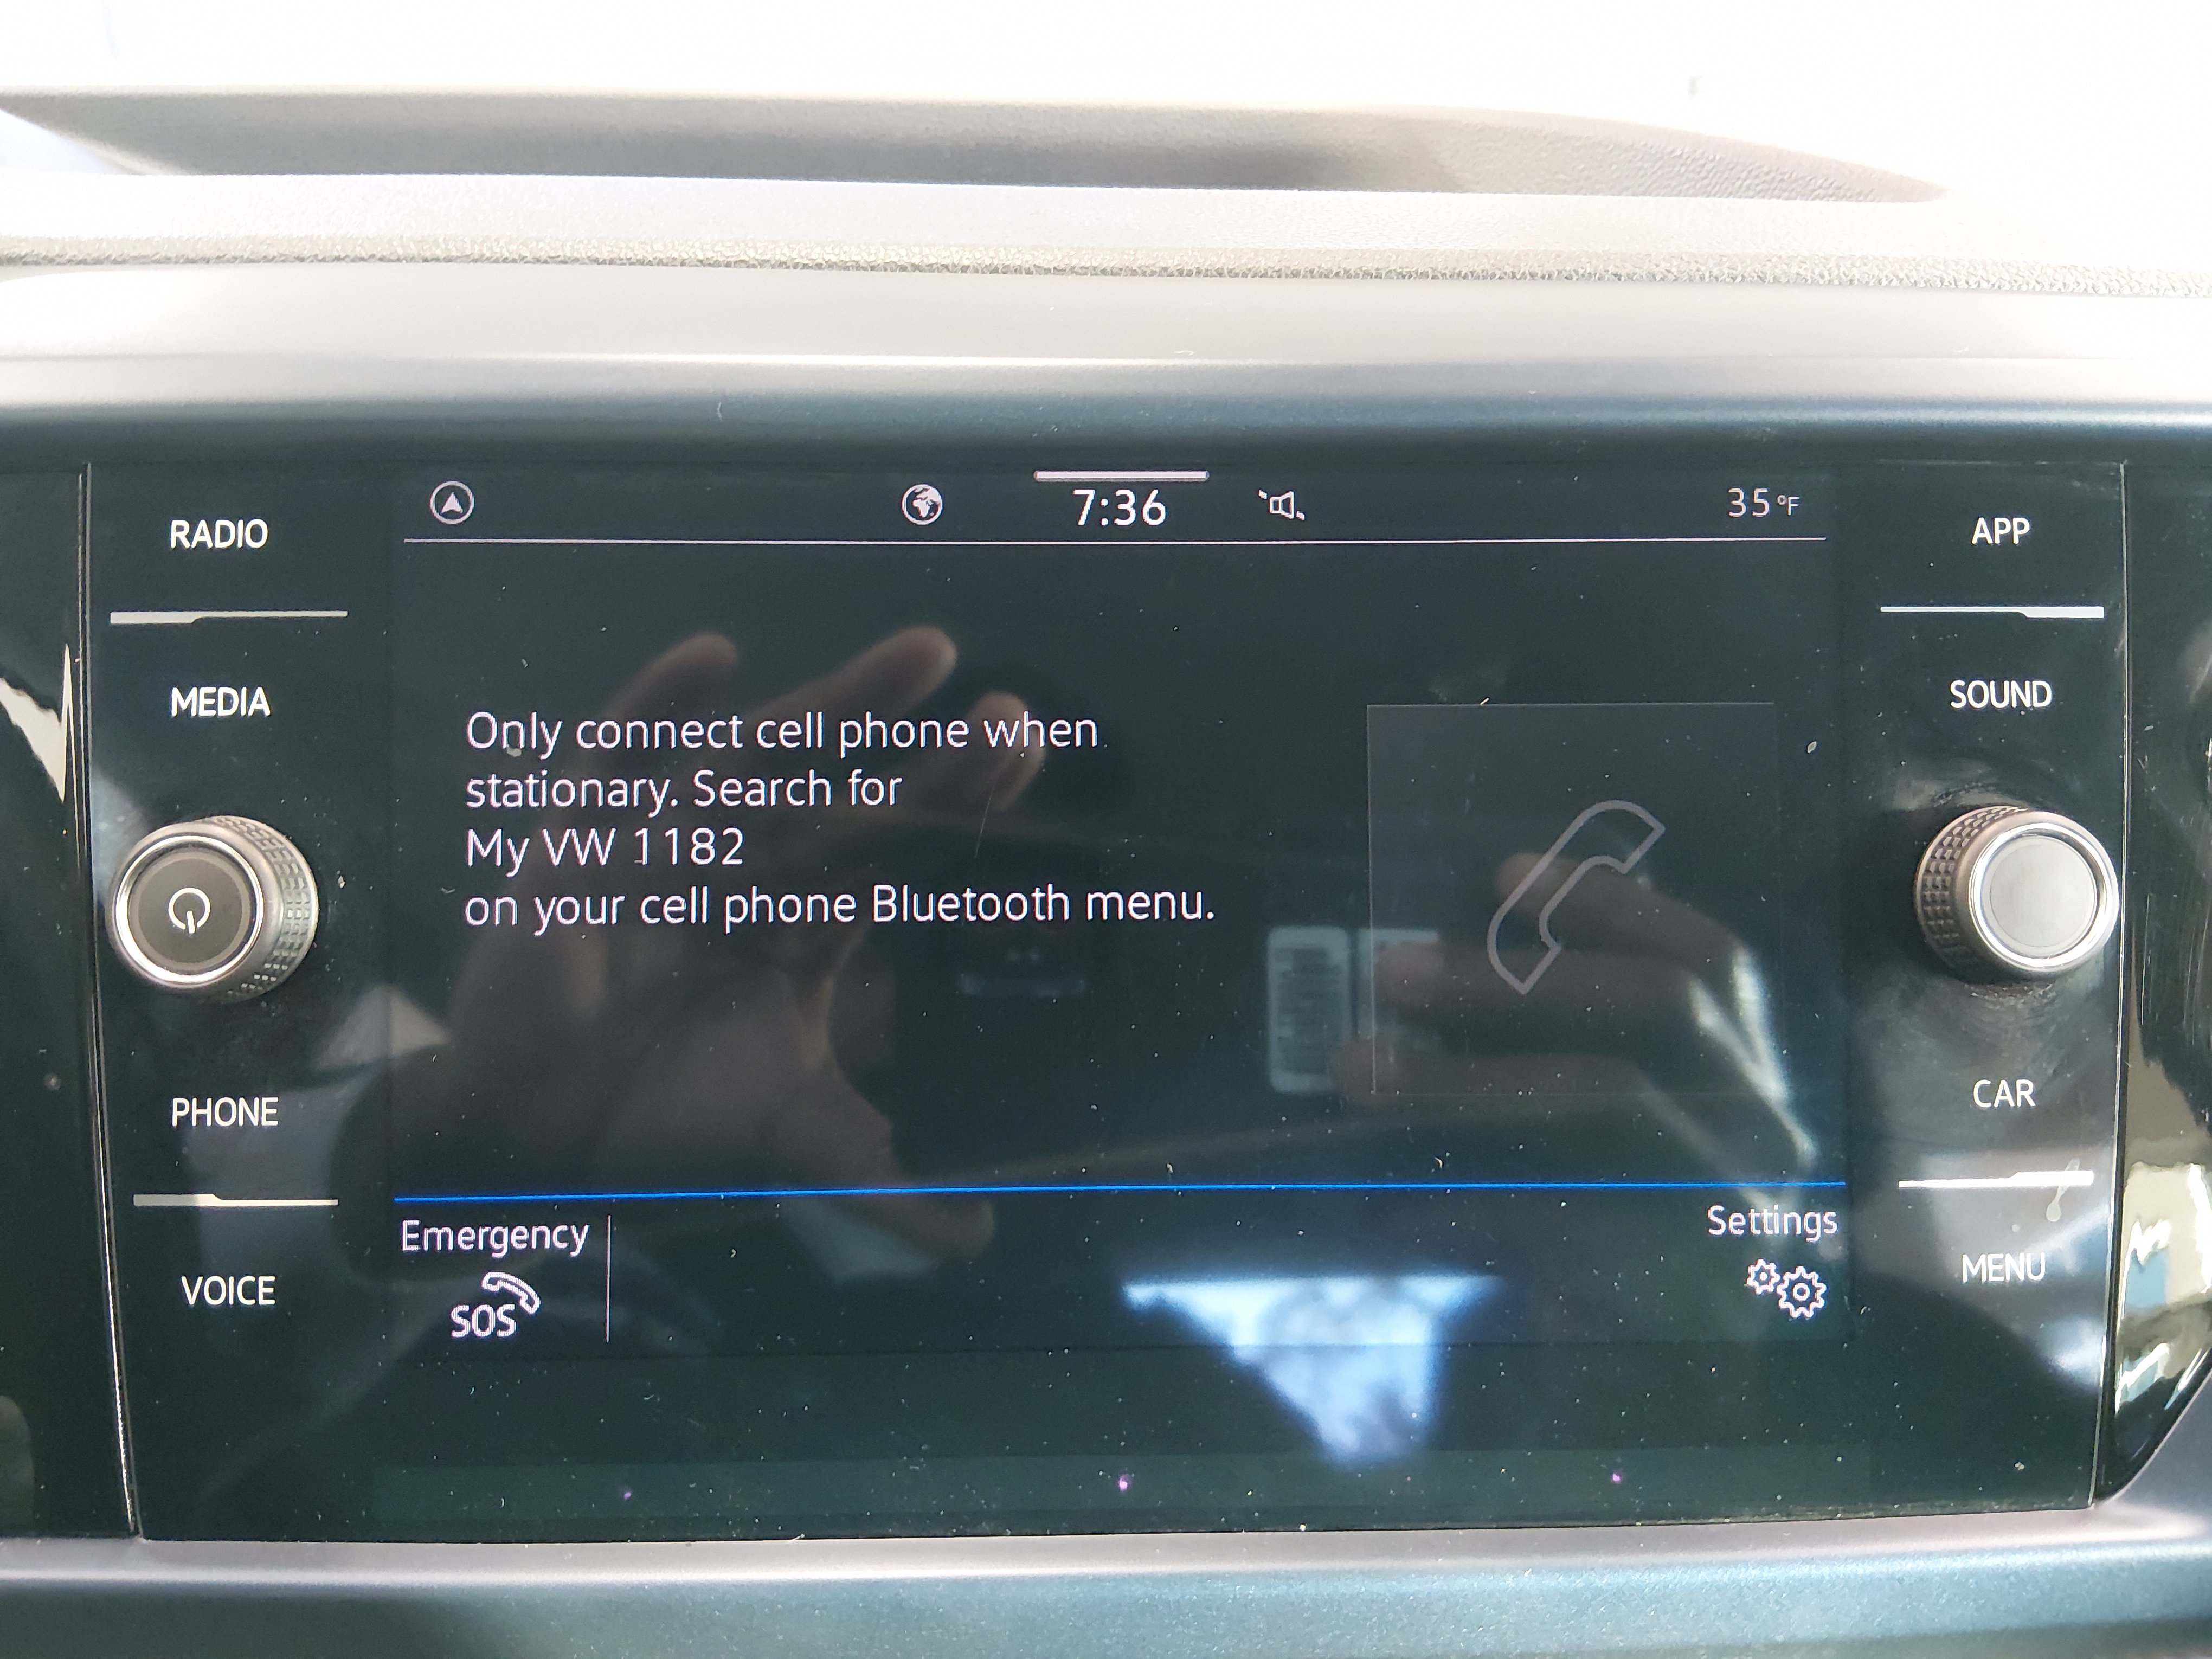 RADIO
MEDIA
PHONE
VOICE
7:36
35°F
Only connect cell phone when
stationary. Search for
My VW 1182
on your cell phone Bluetooth menu.
Emergency
SOS
Settings
APP
SOUND
CAR
MENU